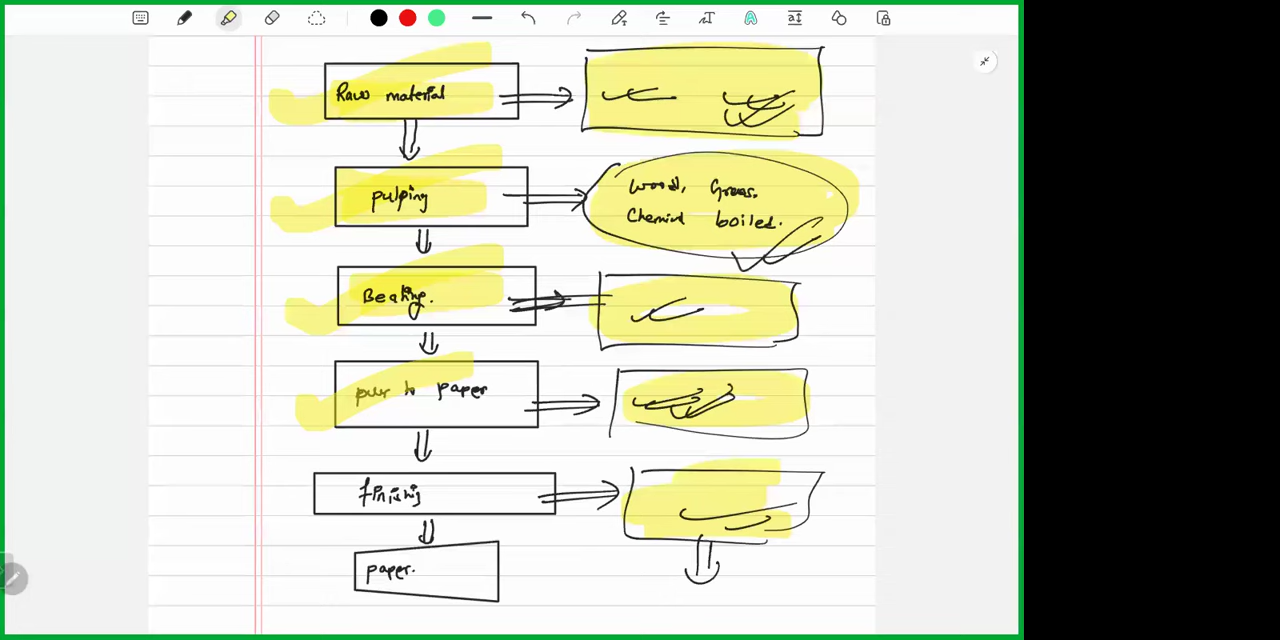 Raw material
pulping
Wood, Grass.
Chemical boiled.
Beating.
pulp to paper
finishing
paper.